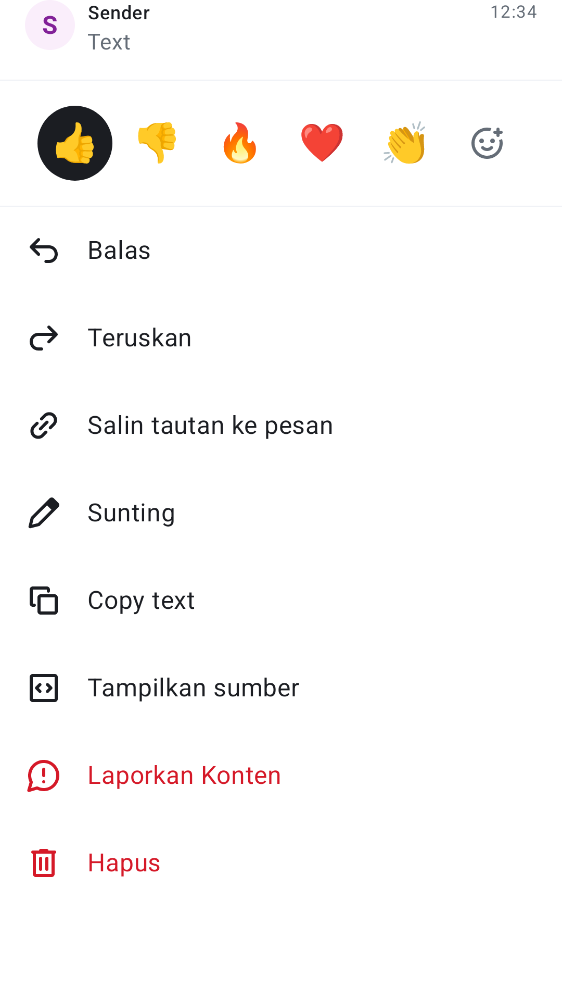 S
Sender
12:34
Text
Balas
Teruskan
Salin tautan ke pesan
Sunting
Copy text
Tampilkan sumber
Laporkan Konten
Hapus